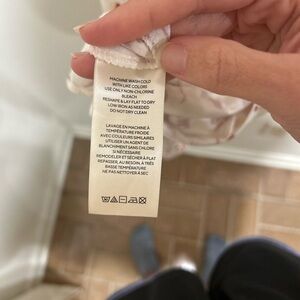 MACHINE WASH COLD
WITH LIKE COLORS
USE ONLY NON-CHLORINE
BLEACH
RESHAPE & LAY FLAT TO DRY
LOW IRON AS NEEDED
DO NOT DRY CLEAN
LAVAGE EN MACHINE À
TEMPÉRATURE FROIDE
AVEC COULEURS SIMILAIRES
UTILISER UN AGENT DE
BLANCHIMENT SANS CHLORE
SI NÉCESSAIRE
REMODELER ET SÉCHER À PLAT
REPASSER, AU BESOIN, À TRÈS
BASSE TEMPÉRATURE
NE PAS NETTOYER À SEC